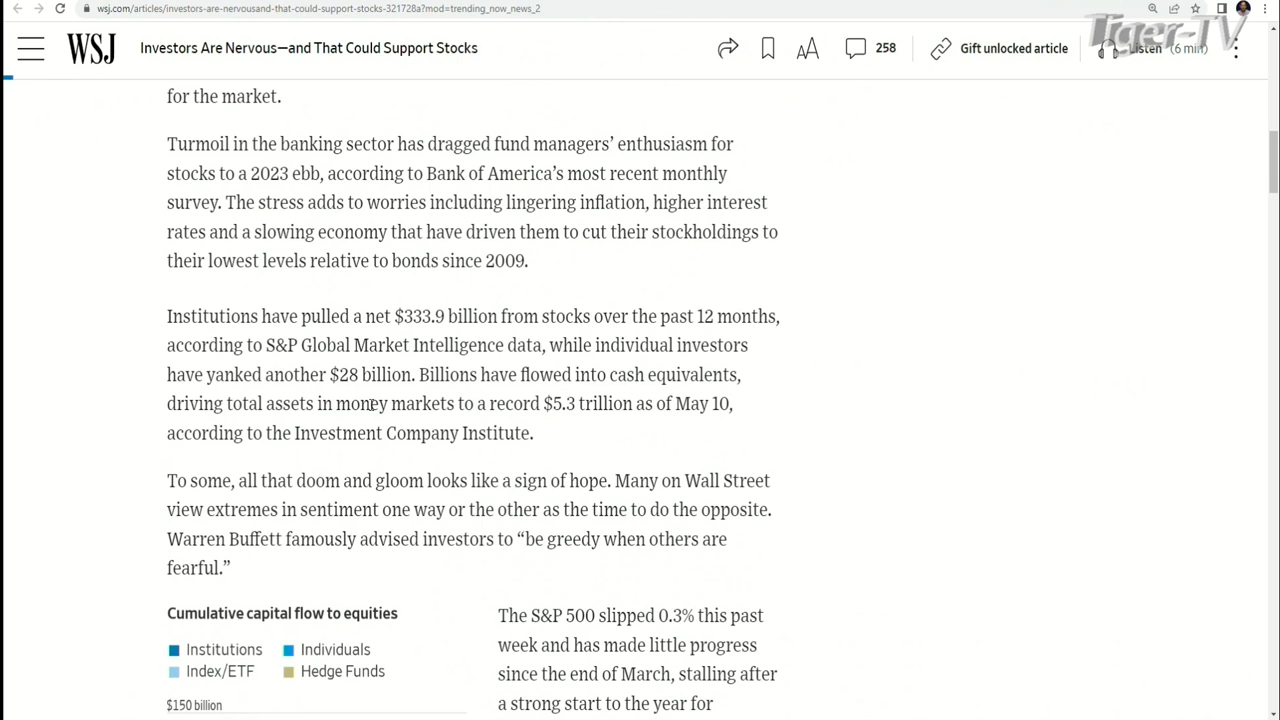 wsj.com/articles/investors-are-nervousand-that-could-support-stocks-321728a?mod=trending_now_news_2
Tiger-TV
WSJ
Investors Are Nervous—and That Could Support Stocks
AA
258
Gift unlocked article
Listen (6 min)
for the market.
Turmoil in the banking sector has dragged fund managers’ enthusiasm for
stocks to a 2023 ebb, according to Bank of America’s most recent monthly
survey. The stress adds to worries including lingering inflation, higher interest
rates and a slowing economy that have driven them to cut their stockholdings to
their lowest levels relative to bonds since 2009.
Institutions have pulled a net $333.9 billion from stocks over the past 12 months,
according to S&P Global Market Intelligence data, while individual investors
have yanked another $28 billion. Billions have flowed into cash equivalents,
driving total assets in money markets to a record $5.3 trillion as of May 10,
according to the Investment Company Institute.
To some, all that doom and gloom looks like a sign of hope. Many on Wall Street
view extremes in sentiment one way or the other as the time to do the opposite.
Warren Buffett famously advised investors to “be greedy when others are
fearful.”
Cumulative capital flow to equities
Institutions Individuals
Index/ETF Hedge Funds
$150 billion
The S&P 500 slipped 0.3% this past
week and has made little progress
since the end of March, stalling after
a strong start to the year for